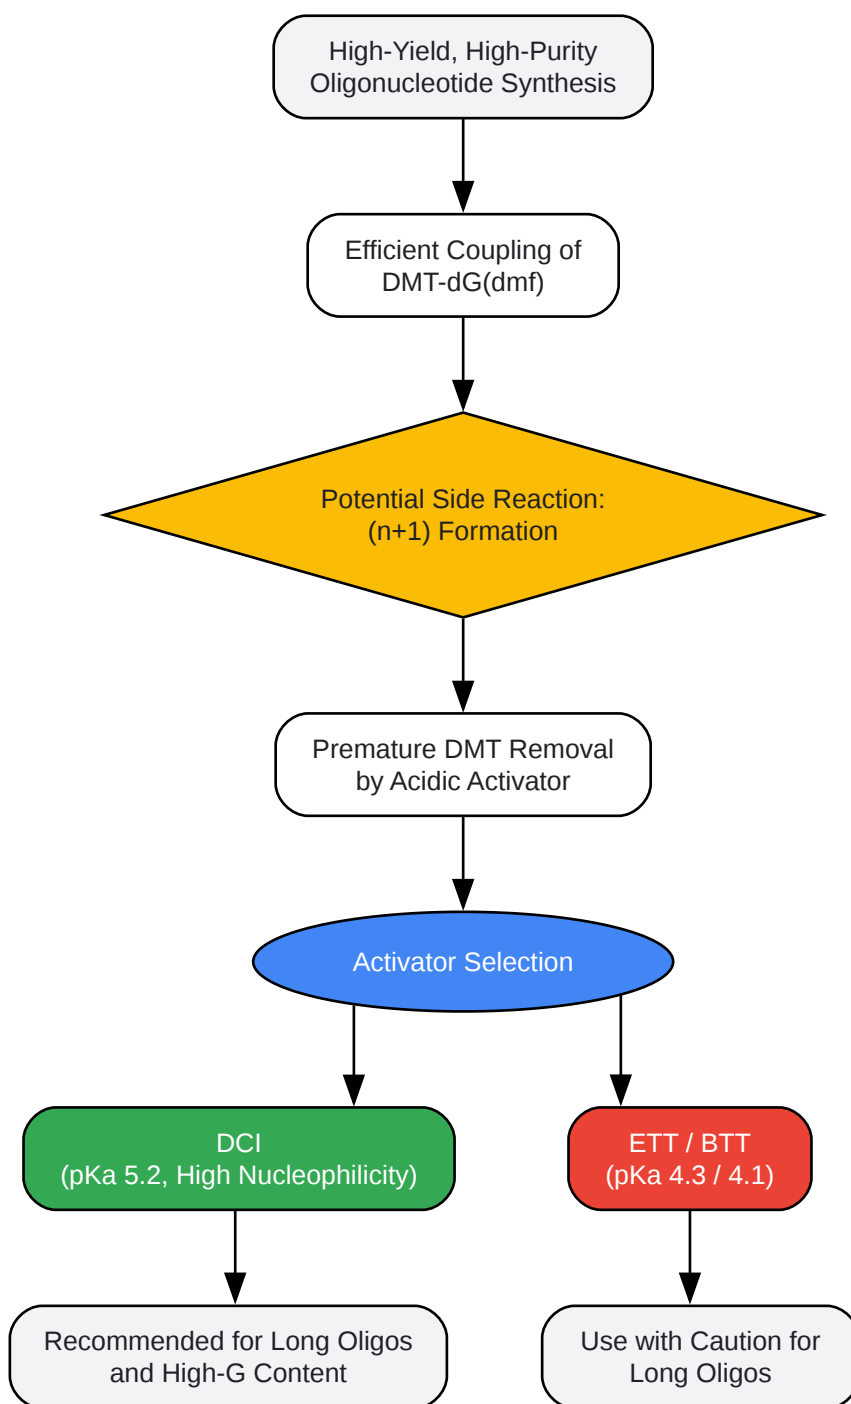 High-Yield, High-Purity
Oligonucleotide Synthesis
Efficient Coupling of
DMT-dG(dmf)
Potential Side Reaction:
(n+1) Formation
Premature DMT Removal
by Acidic Activator
Activator Selection
DCI
(pKa 5.2, High Nucleophilicity)
ETT / BTT
(pKa 4.3 / 4.1)
Recommended for Long Oligos
and High-G Content
Use with Caution for
Long Oligos